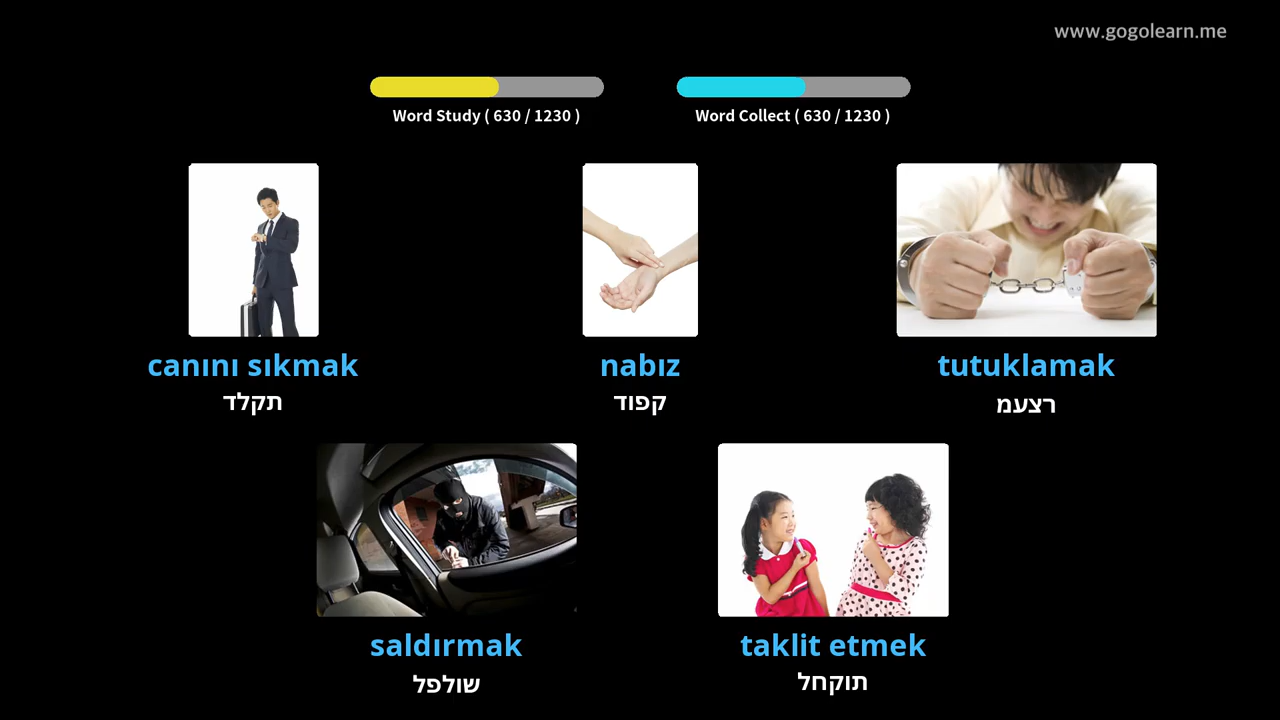 www.gogolearn.me
Word Study ( 630 / 1230 )
Word Collect ( 630 / 1230 )
canını sıkmak
תקלד
nabız
קפוד
tutuklamak
רצעמ
saldırmak
שולפל
taklit etmek
תוקחל